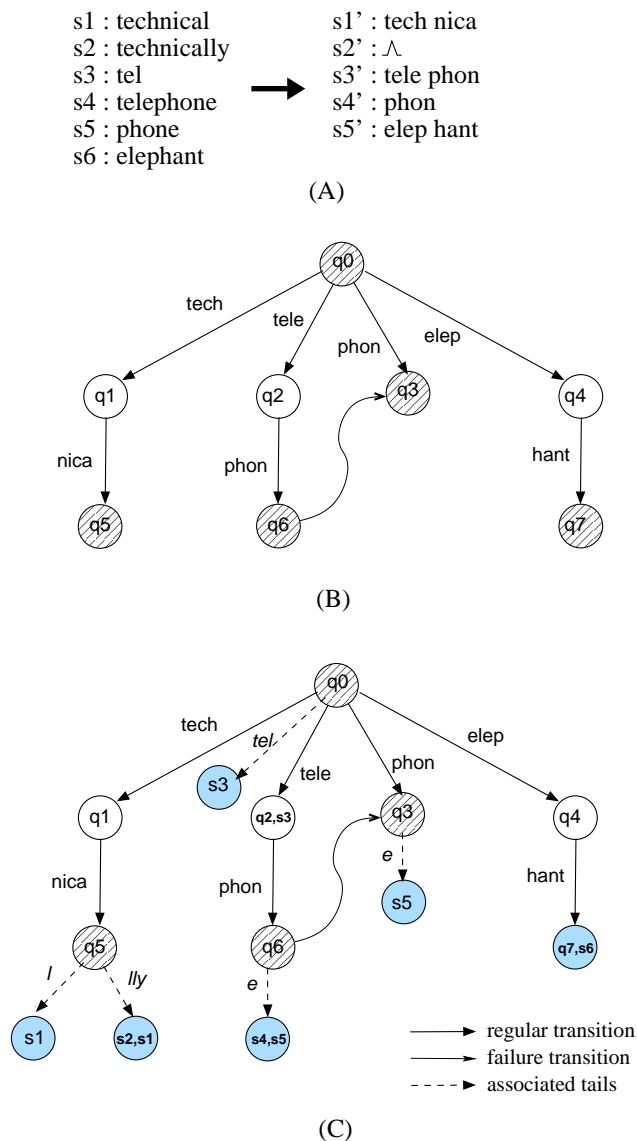 s1 : technical
s2 : technically
s3 : tel
s4 : telephone
s5 : phone
s6 : elephant
s1’ : tech nica
s2’ :
s3’ : tele phon
s4’ : phon
s5’ : elep hant
(A)
q0
tech
tele
phon
elep
q1
q2
q3
q4
nica
phon
hant
q5
q6
q7
(B)
q0
tech
tel
tele
phon
elep
s3
q1
q2,s3
q3
q4
nica
phon
e
hant
s5
q5
q6
q7,s6
l
lly
e
s1
s2,s1
s4,s5
regular transition
failure transition
associated tails
(C)